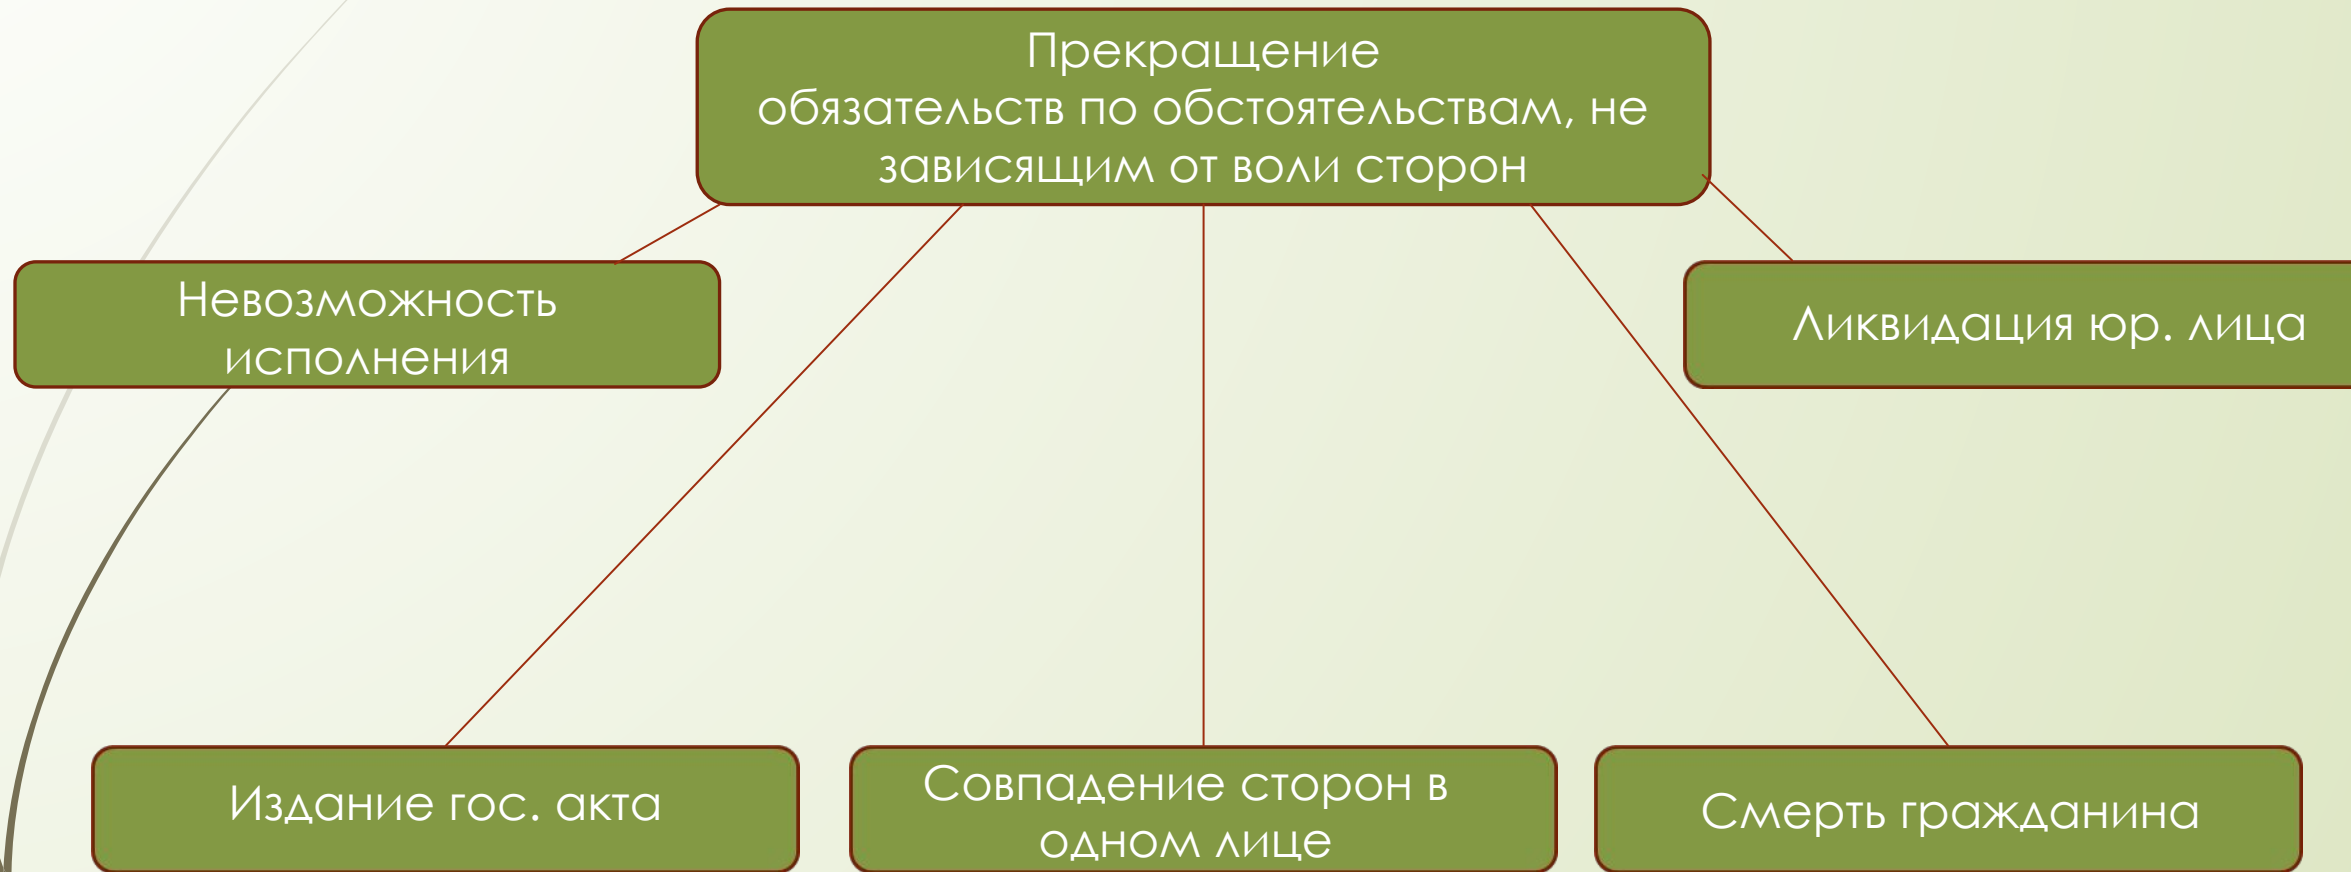 Прекращение
обязательств по обстоятельствам, не
зависящим от воли сторон
Невозможность
исполнения
Ликвидация юр. лица
Издание гос. акта
Совпадение сторон в
одном лице
Смерть гражданина